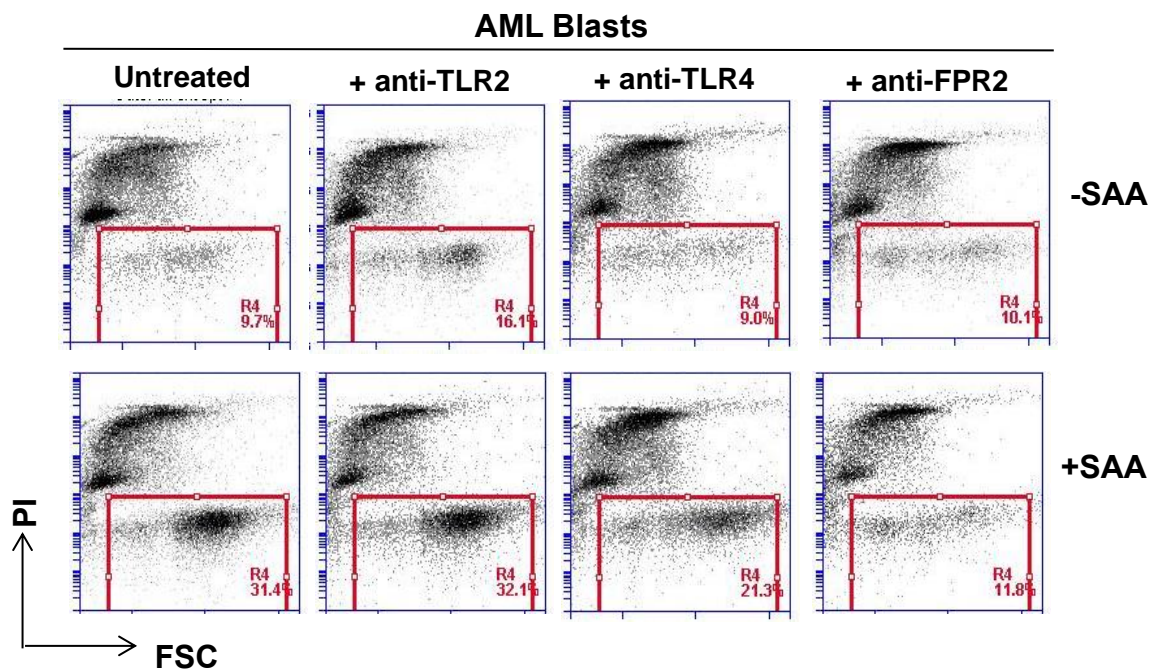 AML Blasts
Untreated
+ anti-TLR2
+ anti-TLR4
+ anti-FPR2
R4
9.7%
R4
16.1%
R4
9.0%
R4
10.1%
-SAA
R4
31.4%
R4
32.1%
R4
21.3%
R4
11.8%
+SAA
PI
FSC